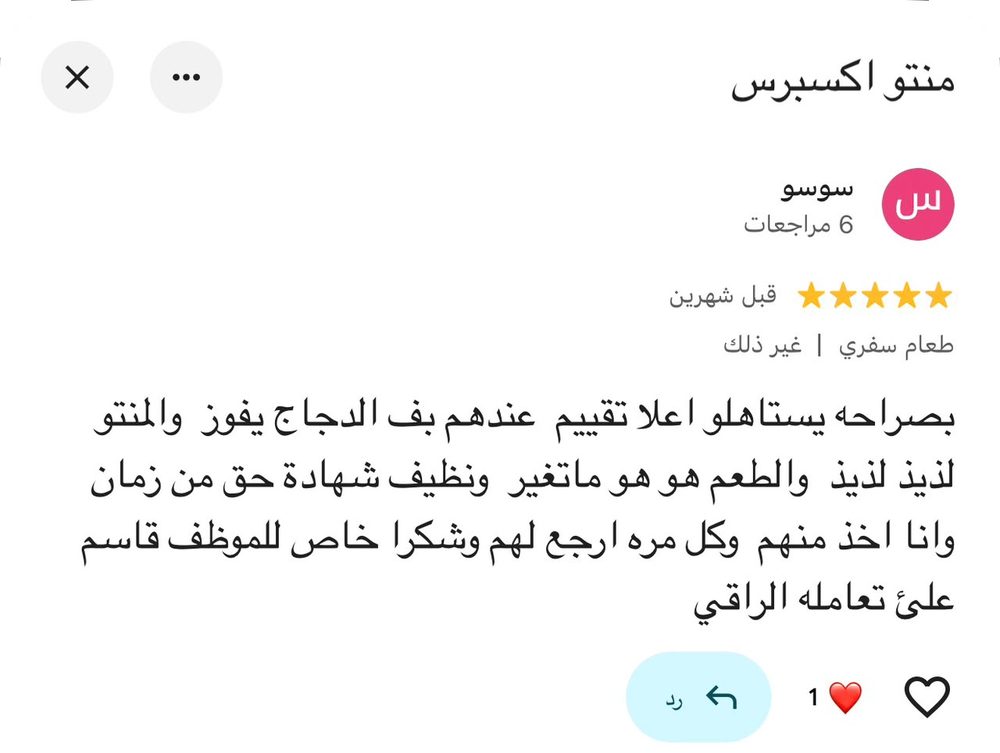 منتو اكسبرس
سوسو
س
6 مراجعات
قبل شهرين
طعام سفري | غير ذلك
بصراحه يستاهلو اعلا تقييم عندهم بف الدجاج يفوز والمنتو
لذيذ لذيذ والطعم هو هو ماتغير ونظيف شهادة حق من زمان
وانا اخذ منهم وكل مره ارجع لهم وشكرا خاص للموظف قاسم
علئ تعامله الراقي
1
رد